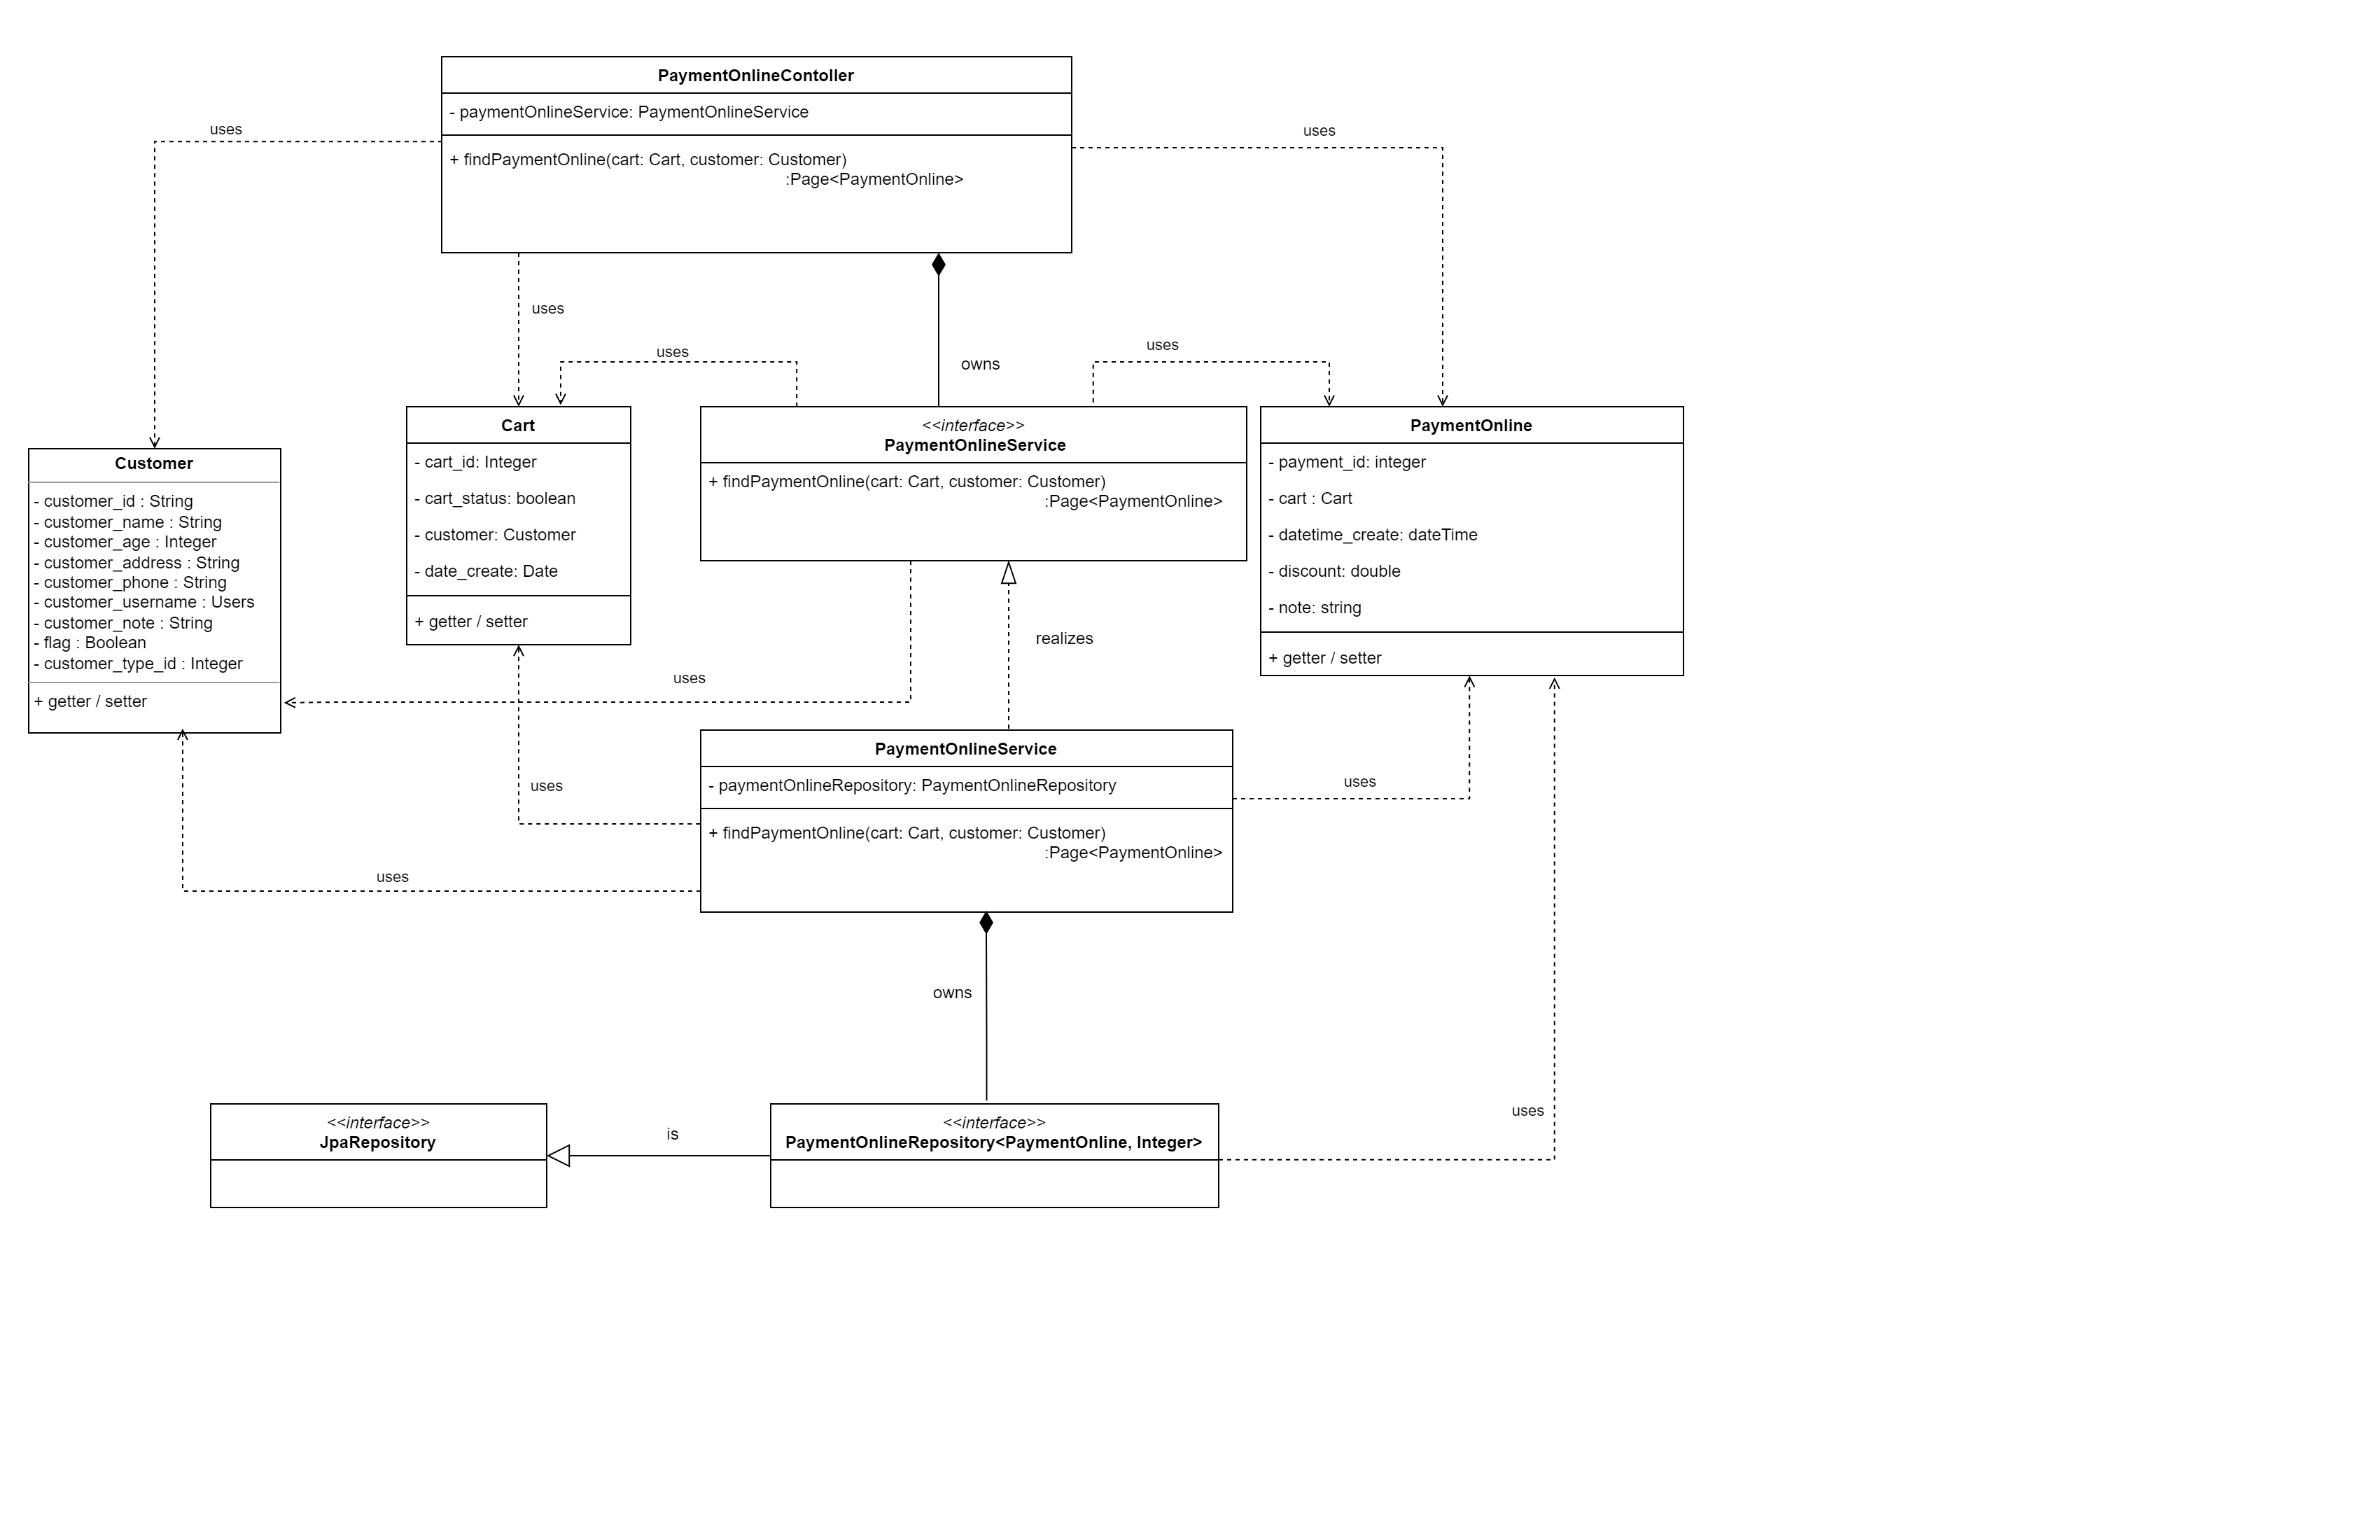 PaymentOnlineContoller
- paymentOnlineService: PaymentOnlineService
+ findPaymentOnline(cart: Cart, customer: Customer)
:Page<PaymentOnline>
uses
uses
uses
owns
uses
uses
Customer
- customer_id : String
- customer_name : String
- customer_age : Integer
- customer_address : String
- customer_phone : String
- customer_username : Users
- customer_note : String
- flag : Boolean
- customer_type_id : Integer
+ getter / setter
Cart
- cart_id: Integer
- cart_status: boolean
- customer: Customer
- date_create: Date
+ getter / setter
<<interface>>
PaymentOnlineService
+ findPaymentOnline(cart: Cart, customer: Customer)
:Page<PaymentOnline>
PaymentOnline
- payment_id: integer
- cart : Cart
- datetime_create: dateTime
- discount: double
- note: string
+ getter / setter
realizes
uses
uses
uses
uses
PaymentOnlineService
- paymentOnlineRepository: PaymentOnlineRepository
+ findPaymentOnline(cart: Cart, customer: Customer)
:Page<PaymentOnline>
owns
uses
<<interface>>
JpaRepository
is
<<interface>>
PaymentOnlineRepository<PaymentOnline, Integer>